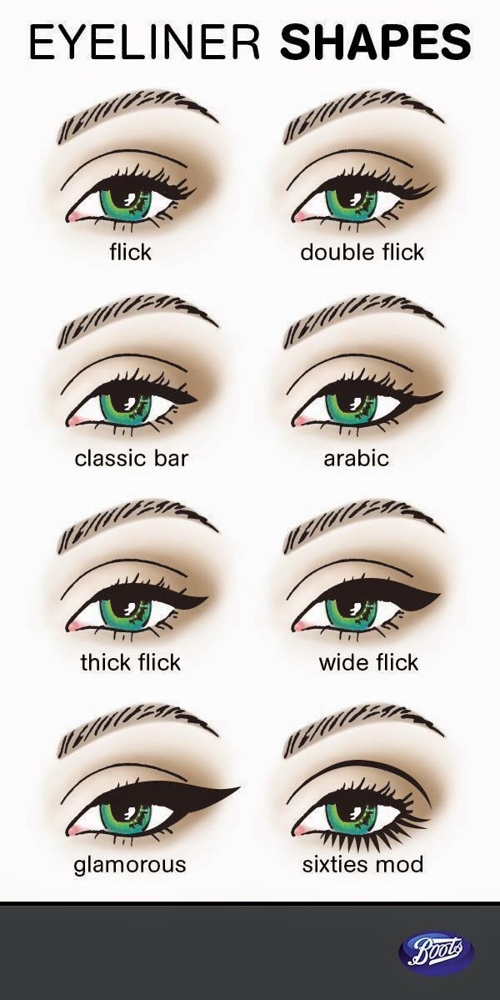 EYELINER SHAPES
flick
double flick
classic bar
arabic
thick flick
wide flick
glamorous
sixties mod
Boots